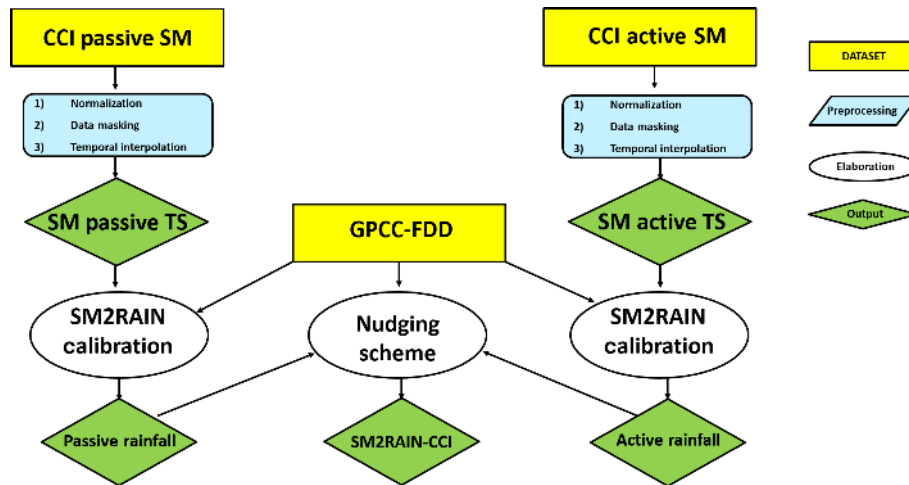 CCI passive SM
CCI active SM
DATASET
1) Normalization
2) Data masking
3) Temporal interpolation
1) Normalization
2) Data masking
3) Temporal interpolation
Preprocessing
Elaboration
SM passive TS
SM active TS
Output
GPCC-FDD
SM2RAIN
calibration
Nudging
scheme
SM2RAIN
calibration
Passive rainfall
SM2RAIN-CCI
Active rainfall